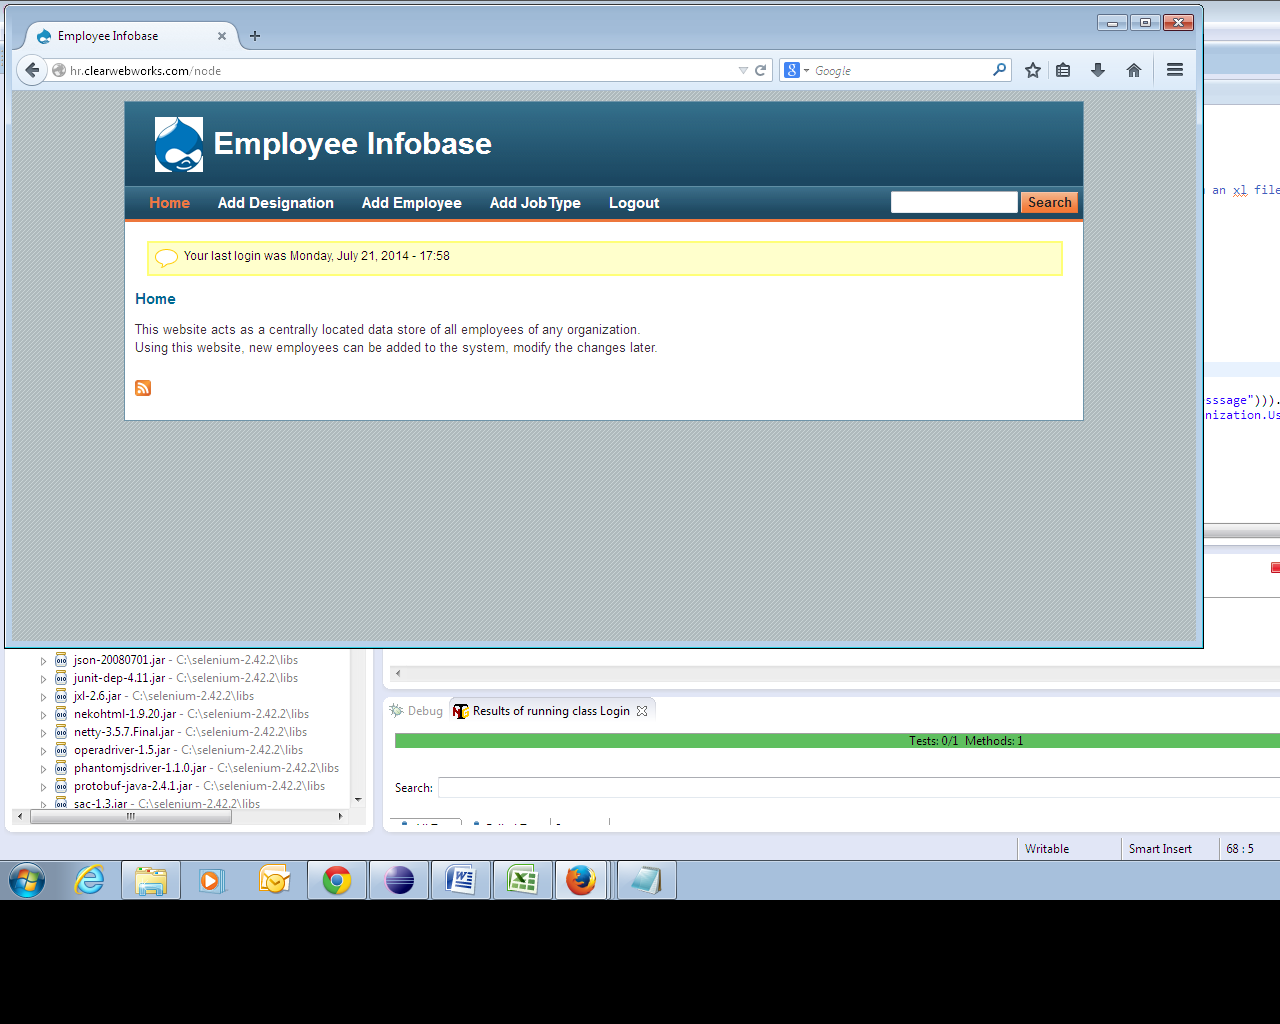 Employee Infobase
hr.clearwebworks.com/node
Google
Employee Infobase
Home
Add Designation
Add Employee
Add JobType
Logout
Search
Your last login was Monday, July 21, 2014 - 17:58
Home
This website acts as a centrally located data store of all employees of any organization.
Using this website, new employees can be added to the system, modify the changes later.
an xl file
sssage"))).
nization.Us
json-20080701.jar - C:\selenium-2.42.2\libs
junit-dep-4.11.jar - C:\selenium-2.42.2\libs
jxl-2.6.jar - C:\selenium-2.42.2\libs
nekohtml-1.9.20.jar - C:\selenium-2.42.2\libs
netty-3.5.7.Final.jar - C:\selenium-2.42.2\libs
operadriver-1.5.jar - C:\selenium-2.42.2\libs
phantomjsdriver-1.1.0.jar - C:\selenium-2.42.2\libs
protobuf-java-2.4.1.jar - C:\selenium-2.42.2\libs
sac-1.3.jar - C:\selenium-2.42.2\libs
Debug
Results of running class Login
Tests: 0/1 Methods: 1
Search:
Writable
Smart Insert
68 : 5